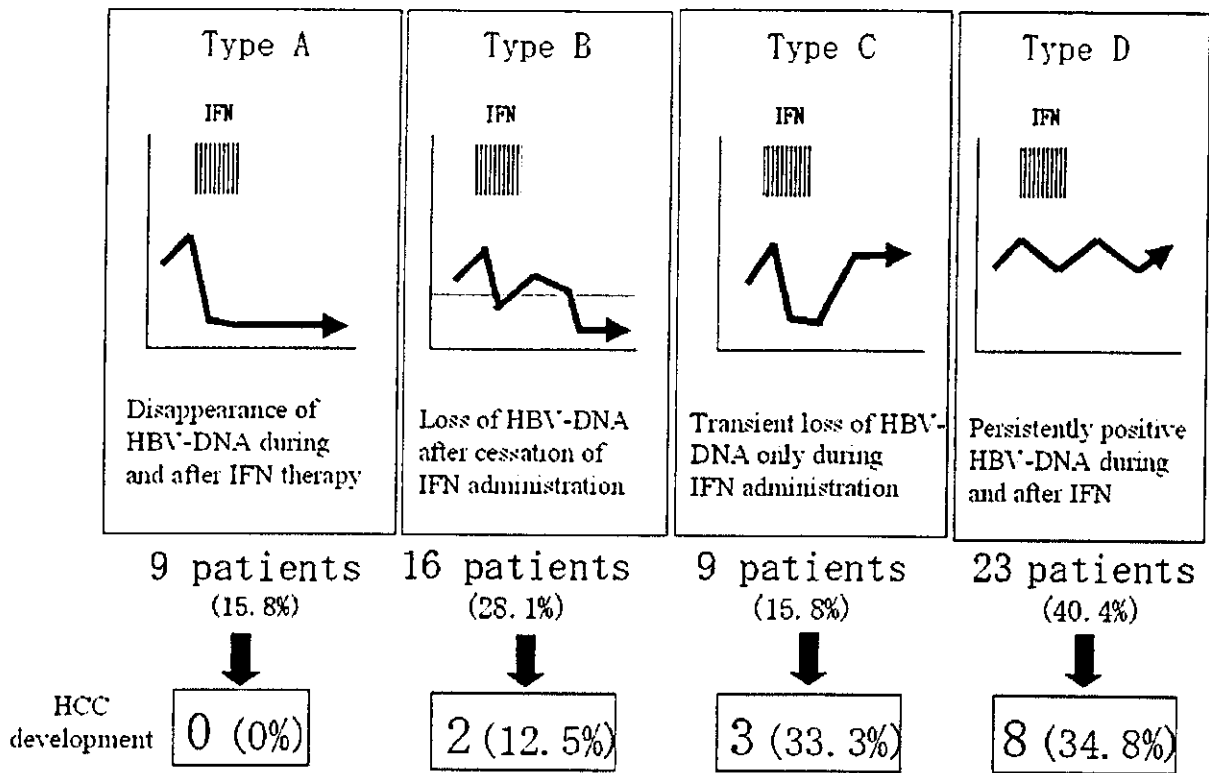 Type A
IFN
Disappearance of
HBV-DNA during
and after IFN therapy
9 patients
(15.8%)
Type B
IFN
Loss of HBV-DNA
after cessation of
IFN administration
16 patients
(28.1%)
Type C
IFN
Transient loss of HBV-
DNA only during
IFN administration
9 patients
(15.8%)
Type D
IFN
Persistently positive
HBV-DNA during
and after IFN
23 patients
(40.4%)
HCC
development
0 (0%)
2 (12.5%)
3 (33.3%)
8 (34.8%)